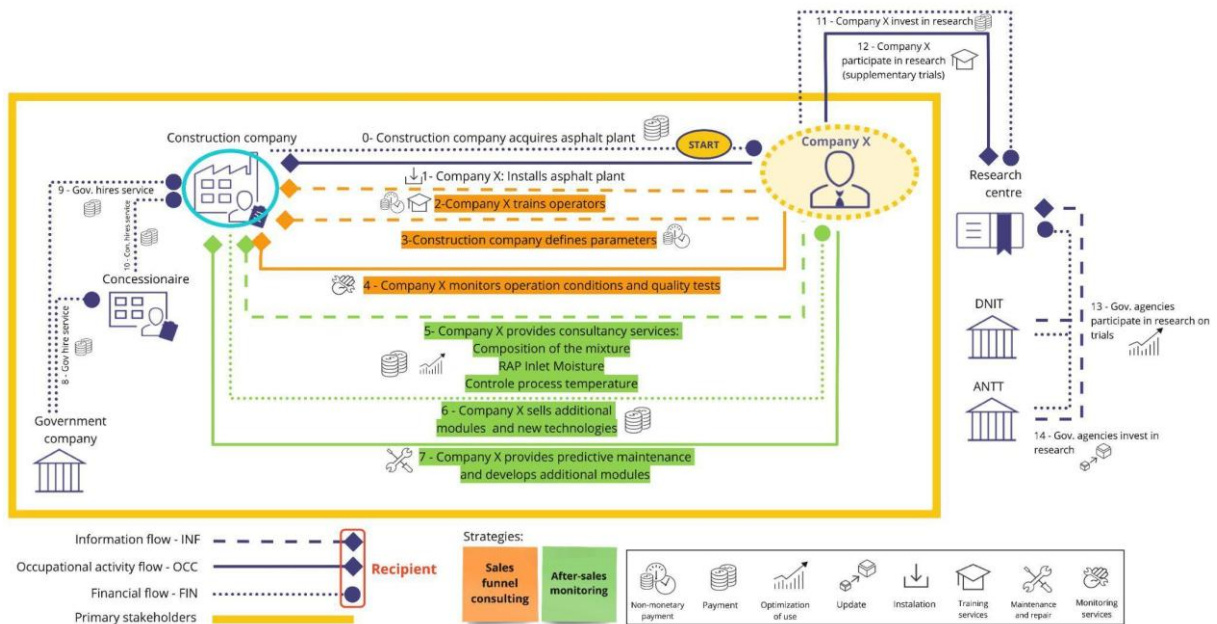 11 - Company X invest in research
12 - Company X
participate in research
(supplementary trials)
Construction company
0- Construction company acquires asphalt plant
START
Company X
1- Company X: Installs asphalt plant
2-Company X trains operators
3-Construction company defines parameters
4 - Company X monitors operation conditions and quality tests
9 - Gov. hires service
10 - Con. hires service
Concessionaire
8 - Gov hire service
Government
company
5- Company X provides consultancy services:
Composition of the mixture
RAP Inlet Moisture
Controle process temperature
6 - Company X sells additional
modules and new technologies
7 - Company X provides predictive maintenance
and develops additional modules
Research
centre
DNIT
13 - Gov. agencies
participate in research on
trials
ANTT
14 - Gov. agencies invest in
research
Information flow - INF
Occupational activity flow - OCC
Financial flow - FIN
Primary stakeholders
Recipient
Strategies:
Sales
funnel
consulting
After-sales
monitoring
Non-monetary
payment
Payment
Optimization
of use
Update
Instalation
Training
services
Maintenance
and repair
Monitoring
services